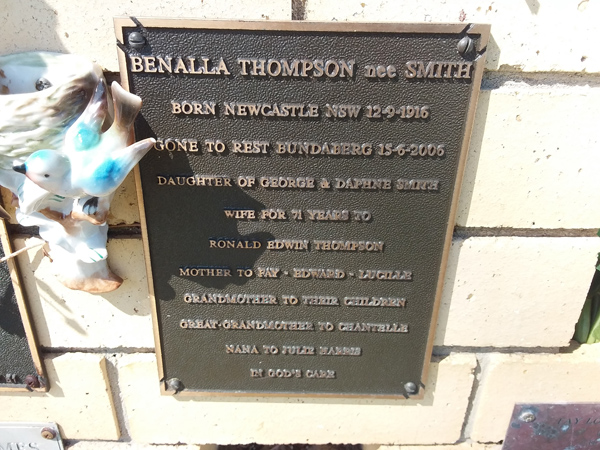 BENALLA THOMPSON nee SMITH
BORN NEWCASTLE NSW 12-9-1916
GONE TO REST BUNDABERG 15-6-2006
DAUGHTER OF GEORGE & DAPHNE SMITH
WIFE FOR 71 YEARS TO
RONALD EDWIN THOMPSON
MOTHER TO FAY - EDWARD - LUCILLE
GRANDMOTHER TO THEIR CHILDREN
GREAT-GRANDMOTHER TO CHANTELLE
NANA TO JULIE HARRIS
IN GOD'S CARE